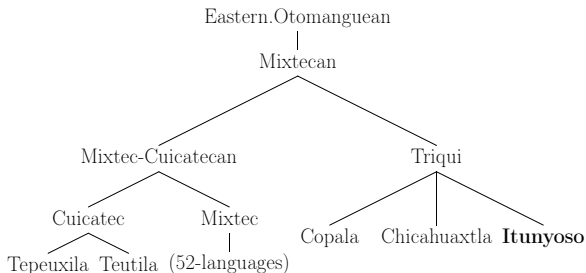 Eastern.Otomanguean
Mixtecan
Mixtec-Cuicatecan Triqui
Cuicatec Mixtec
Copala Chicahuaxtla Itunyoso
Tepeuxila Teutila (52-languages)